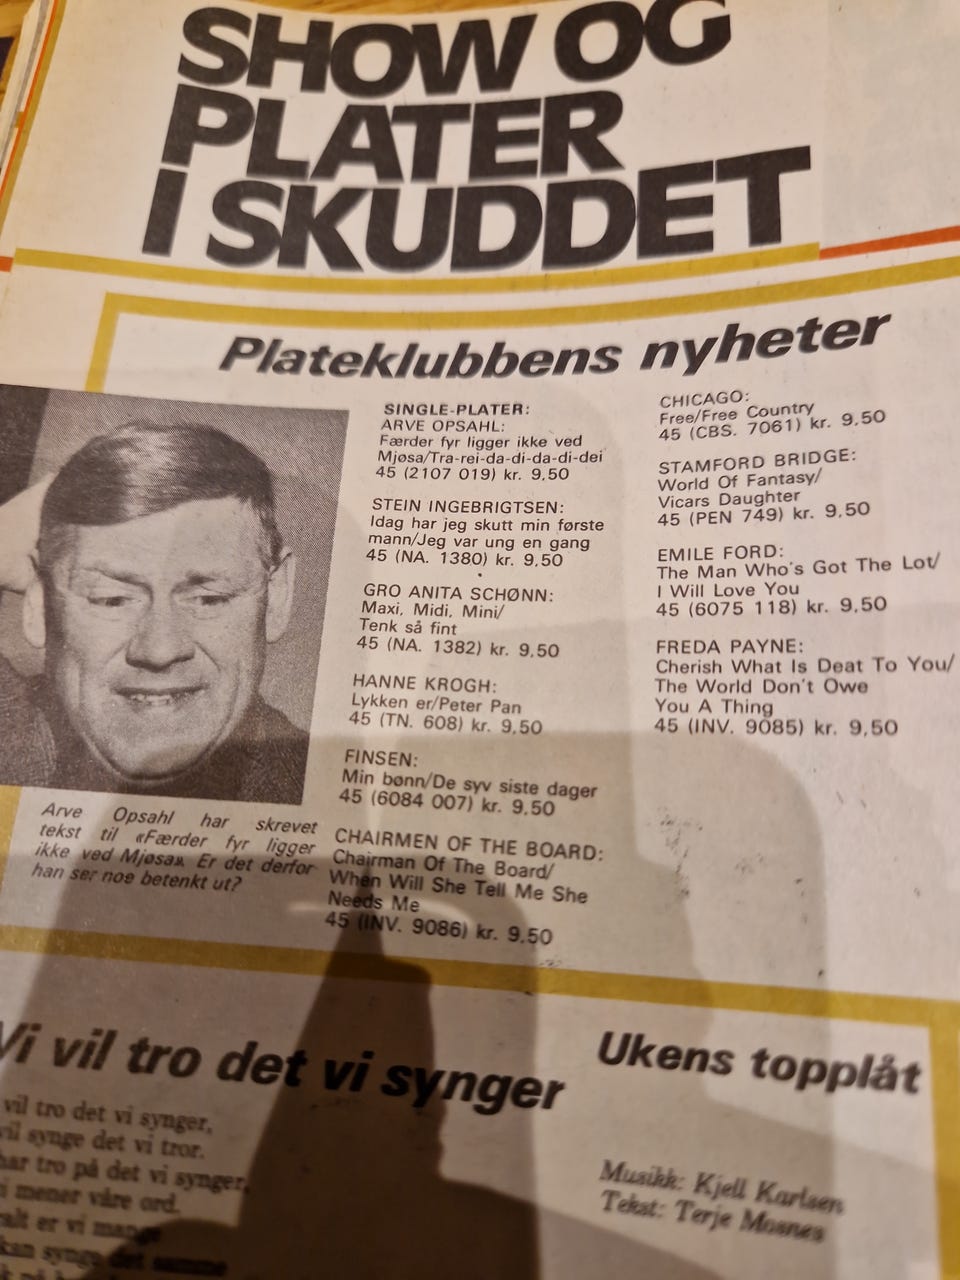 SHOW OG
PLATER
I SKUDDET
Plateklubbens nyheter
SINGLE-PLATER:
ARVE OPSAHL:
Færder fyr ligger ikke ved
Mjøsa/Tra-rei-da-di-da-di-dei
45 (2107 019) kr. 9,50
STEIN INGEBRIGTSEN:
Idag har jeg skutt min første
mann/Jeg var ung en gang
45 (NA. 1380) kr. 9,50
GRO ANITA SCHØNN:
Maxi, Midi, Mini/
Tenk så fint
45 (NA. 1382) kr. 9,50
HANNE KROGH:
Lykken er/Peter Pan
45 (TN. 608) kr. 9,50
FINSEN:
Min bønn/De syv siste dager
45 (6084 007) kr. 9,50
CHAIRMEN OF THE BOARD:
Chairman Of The Board/
When Will She Tell Me She
Needs Me
45 (INV. 9086) kr. 9,50
CHICAGO:
Free/Free Country
45 (CBS. 7061) kr. 9,50
STAMFORD BRIDGE:
World Of Fantasy/
Vicars Daughter
45 (PEN 749) kr. 9,50
EMILE FORD:
The Man Who's Got The Lot/
I Will Love You
45 (6075 118) kr. 9,50
FREDA PAYNE:
Cherish What Is Deat To You/
The World Don't Owe
You A Thing
45 (INV. 9085) kr. 9,50
Arve Opsahl har skrevet
tekst til «Færder fyr ligger
ikke ved Mjøsa». Er det derfor
han ser noe betenkt ut?
Vi vil tro det vi synger
vil tro det vi synger,
vil synge det vi tror.
har tro på det vi synger,
mener våre ord.
er vi mange
kan synge det samme
Ukens topplåt
Musikk: Kjell Karlsen
Tekst: Terje Mosnes